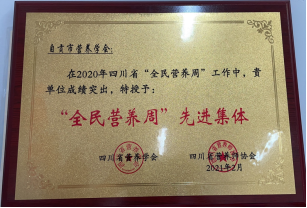 自贡市营养学会：
在2020年四川省“全民营养周”工作中，贵
单位成绩突出，特授予：
“全民营养周”先进集体
四川省营养学会 四川省营养师协会
2021年2月